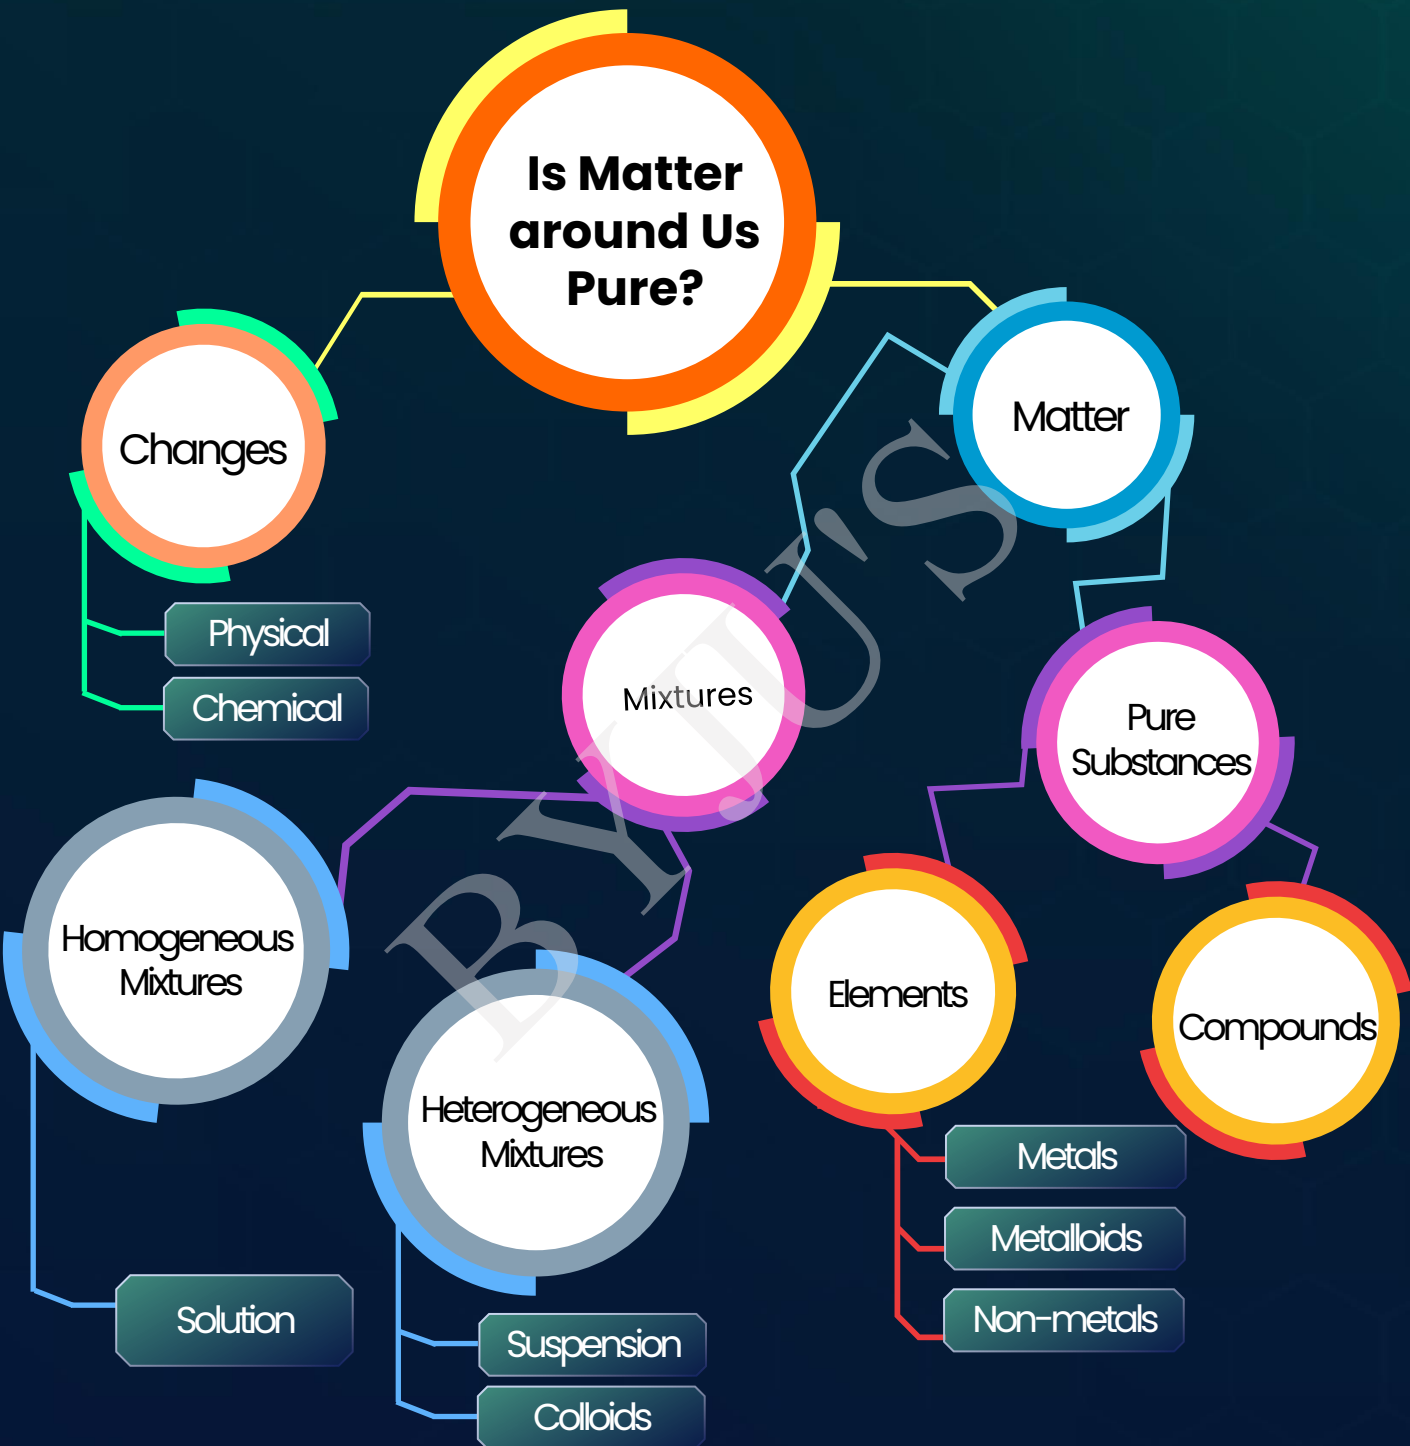 Is Matter
around Us
Pure?
Changes
Physical
Chemical
Matter
Mixtures
Pure
Substances
Homogeneous
Mixtures
Solution
Heterogeneous
Mixtures
Suspension
Colloids
Elements
Metals
Metalloids
Non-metals
Compounds
BYJU'S